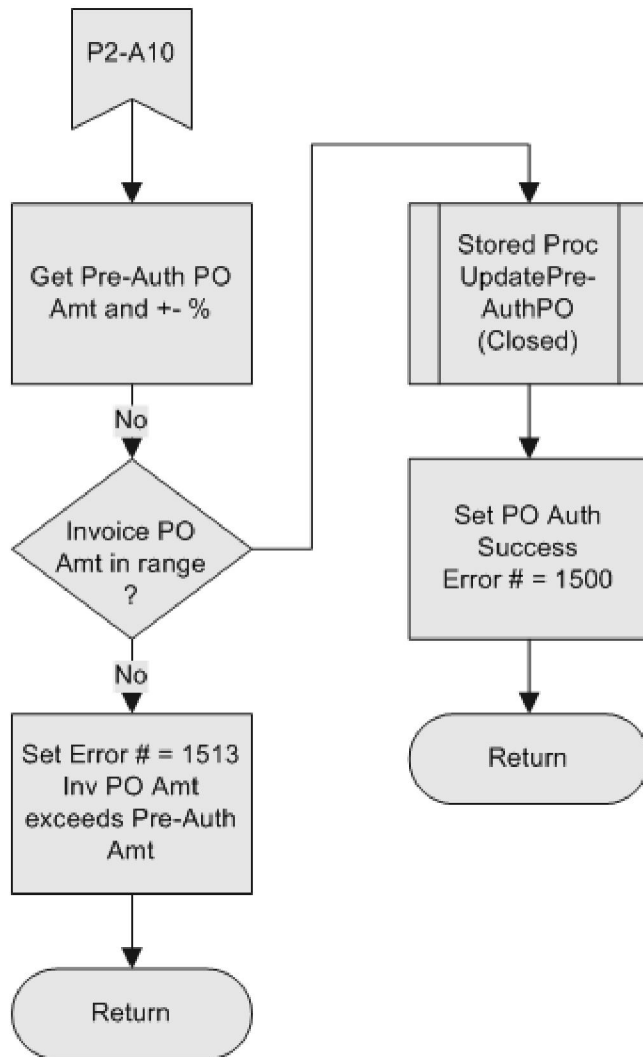 P2-A10
Get Pre-Auth PO
Amt and +- %
No
Invoice PO
Amt in range
?
No
Set Error # = 1513
Inv PO Amt
exceeds Pre-Auth
Amt
Return
Stored Proc
UpdatePre-
AuthPO
(Closed)
Set PO Auth
Success
Error # = 1500
Return